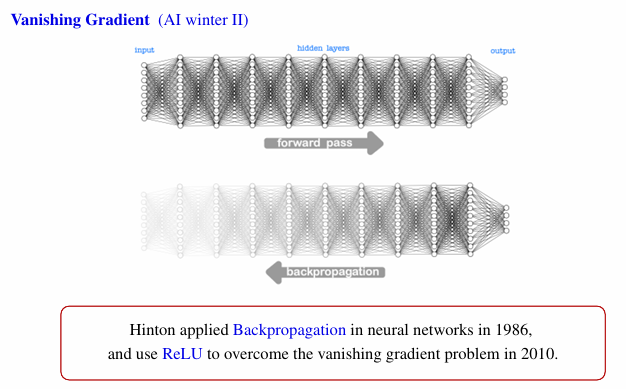 Vanishing Gradient (AI winter II)
input
hidden layers
output
forward pass
backpropagation
Hinton applied Backpropagation in neural networks in 1986,
and use ReLU to overcome the vanishing gradient problem in 2010.